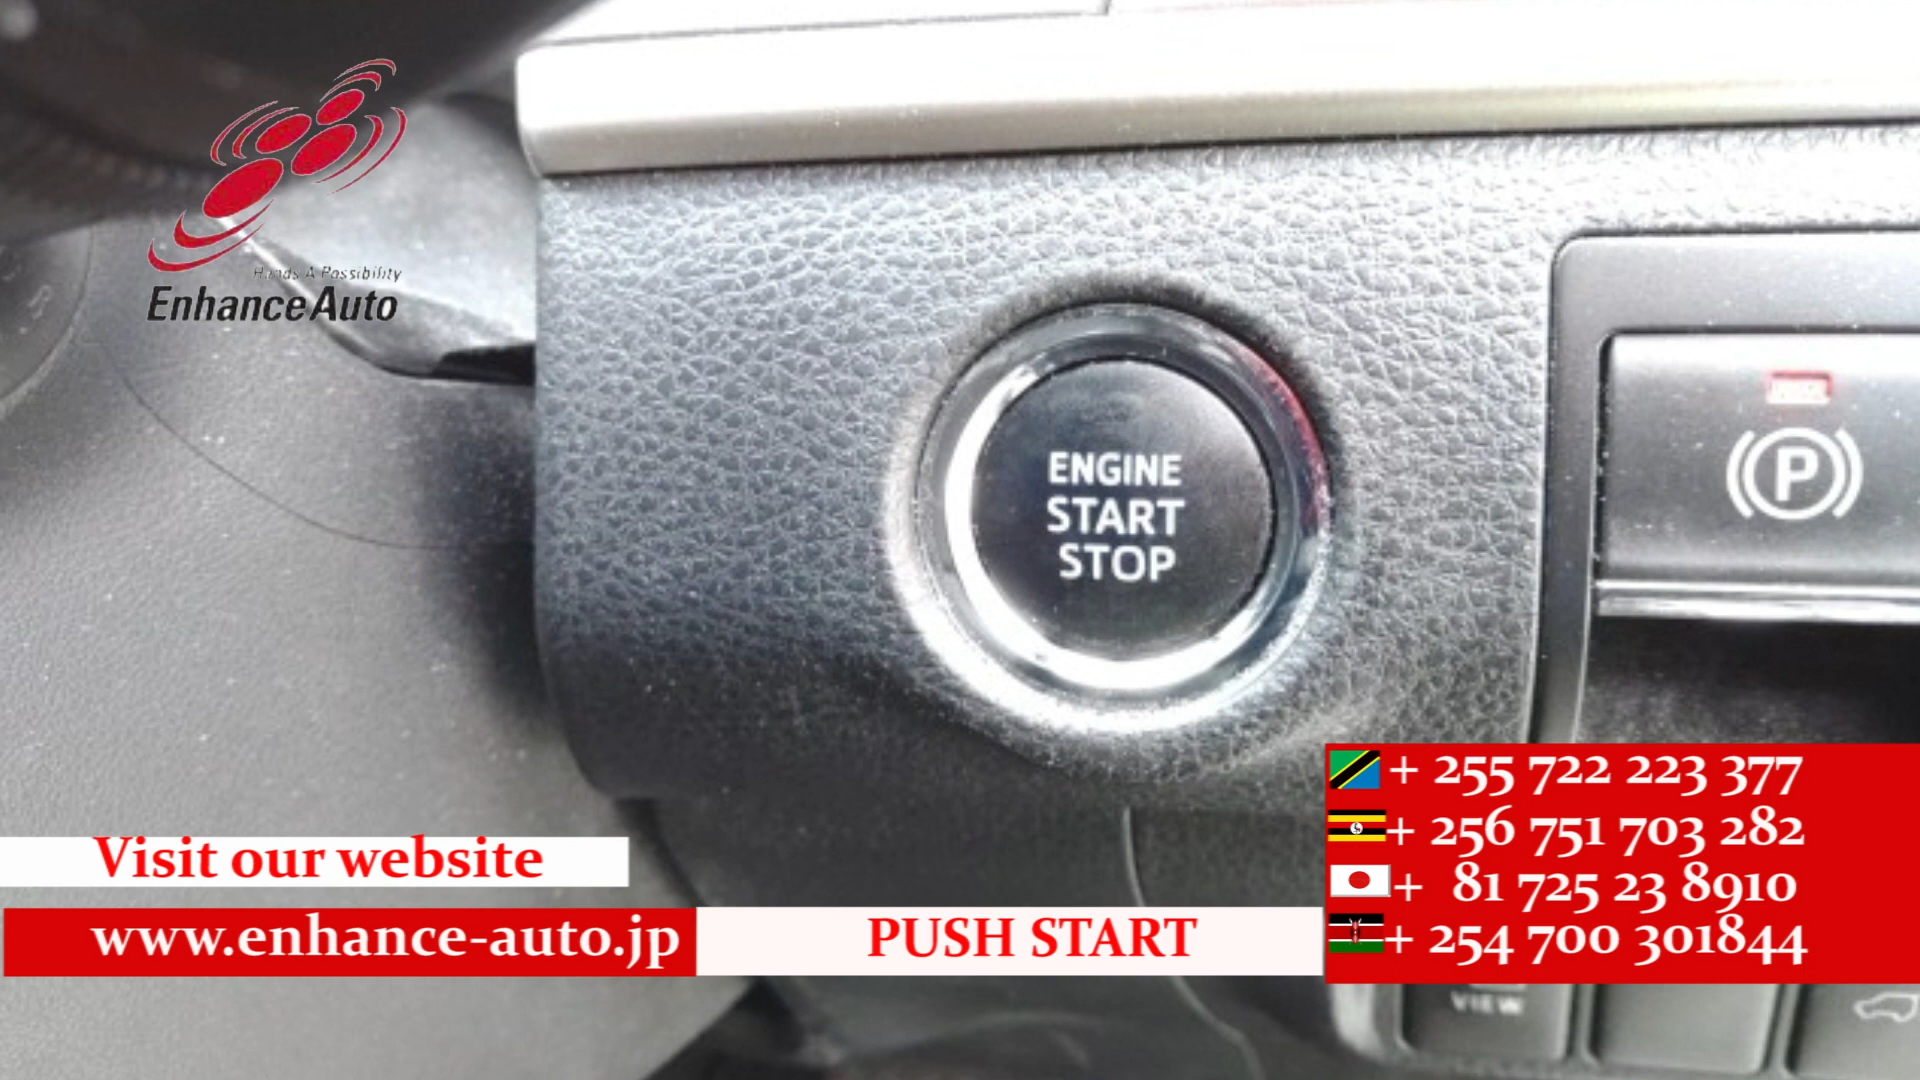 Hands A Possibility
Enhance Auto
ENGINE
START
STOP
P
+ 255 722 223 377
+ 256 751 703 282
+ 81 725 23 8910
+ 254 700 301844
Visit our website
www.enhance-auto.jp
PUSH START
VIEW